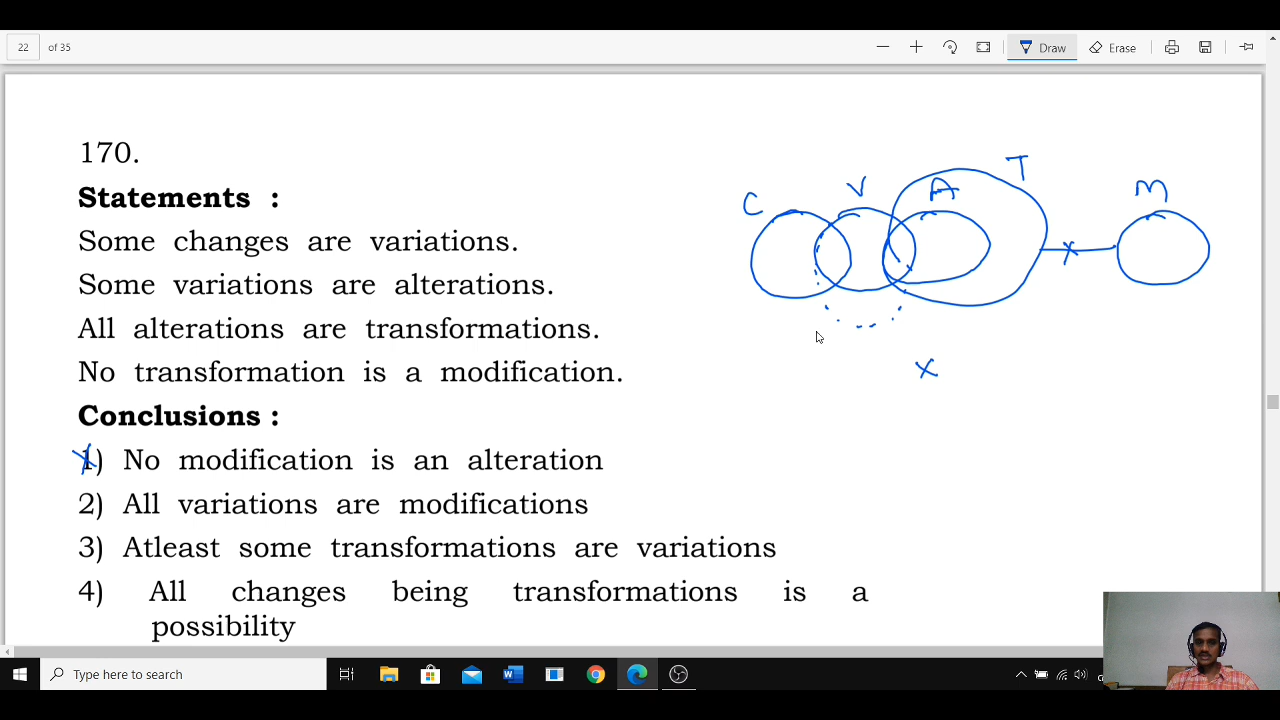 22 of 35
Draw
Erase
170.
Statements :
Some changes are variations.
Some variations are alterations.
All alterations are transformations.
No transformation is a modification.
Conclusions :
1) No modification is an alteration
2) All variations are modifications
3) Atleast some transformations are variations
4) All changes being transformations is a
possibility
C V A T M
x
x
Type here to search